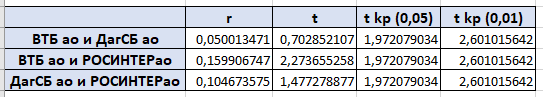 r t t kp (0,05) t kp (0,01)
ВТБ ао и ДагСБ ао 0,050013471 0,702852107 1,972079034 2,601015642
ВТБ ао и РОСИНТЕРао 0,159906747 2,273655258 1,972079034 2,601015642
ДагСБ ао и РОСИНТЕРао 0,104673575 1,477278877 1,972079034 2,601015642